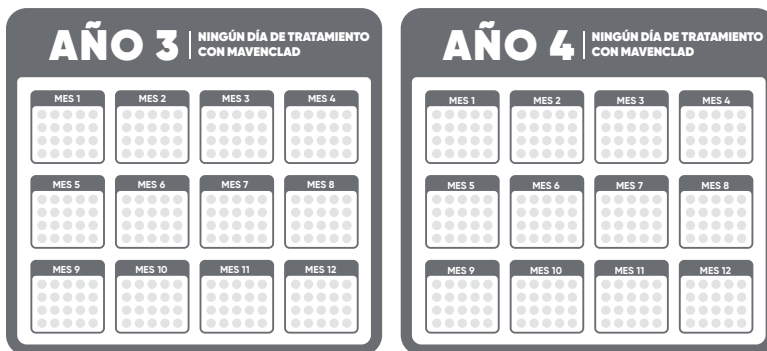 AÑO 3
NINGÚN DÍA DE TRATAMIENTO
CON MAVENCLAD
MES 1 MES 2 MES 3 MES 4
MES 5 MES 6 MES 7 MES 8
MES 9 MES 10 MES 11 MES 12
AÑO 4
NINGÚN DÍA DE TRATAMIENTO
CON MAVENCLAD
MES 1 MES 2 MES 3 MES 4
MES 5 MES 6 MES 7 MES 8
MES 9 MES 10 MES 11 MES 12